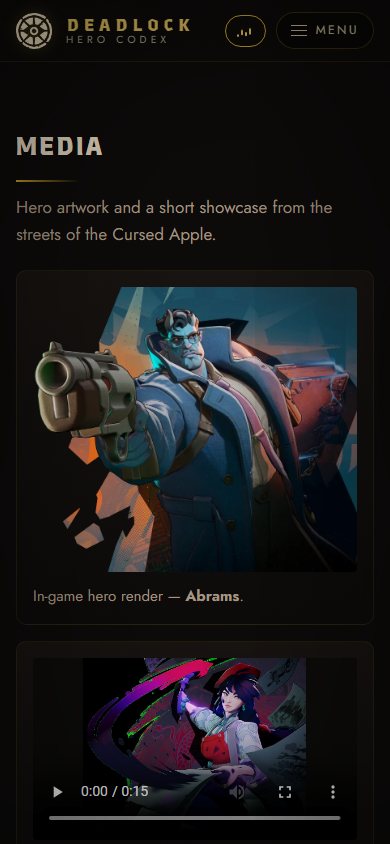 DEADLOCK
HERO CODEX
MENU
MEDIA
Hero artwork and a short showcase from the
streets of the Cursed Apple.
In-game hero render — Abrams.
0:00 / 0:15